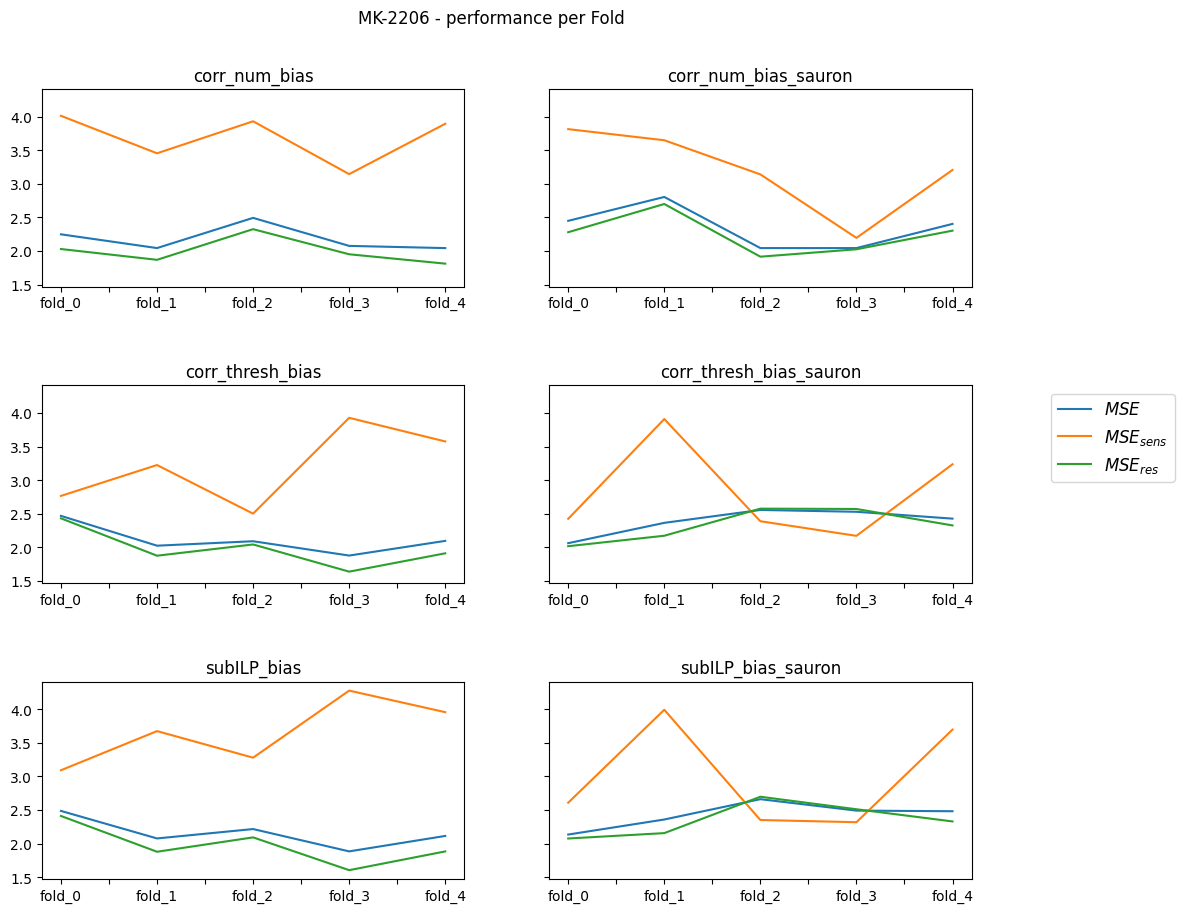 MK-2206 - performance per Fold
corr_num_bias
corr_num_bias_sauron
4.0
3.5
3.0
2.5
2.0
1.5
fold_0 fold_1 fold_2 fold_3 fold_4
fold_0 fold_1 fold_2 fold_3 fold_4
corr_thresh_bias
corr_thresh_bias_sauron
4.0
3.5
3.0
2.5
2.0
1.5
fold_0 fold_1 fold_2 fold_3 fold_4
fold_0 fold_1 fold_2 fold_3 fold_4
MSE
MSE_sens
MSE_res
subILP_bias
subILP_bias_sauron
4.0
3.5
3.0
2.5
2.0
1.5
fold_0 fold_1 fold_2 fold_3 fold_4
fold_0 fold_1 fold_2 fold_3 fold_4